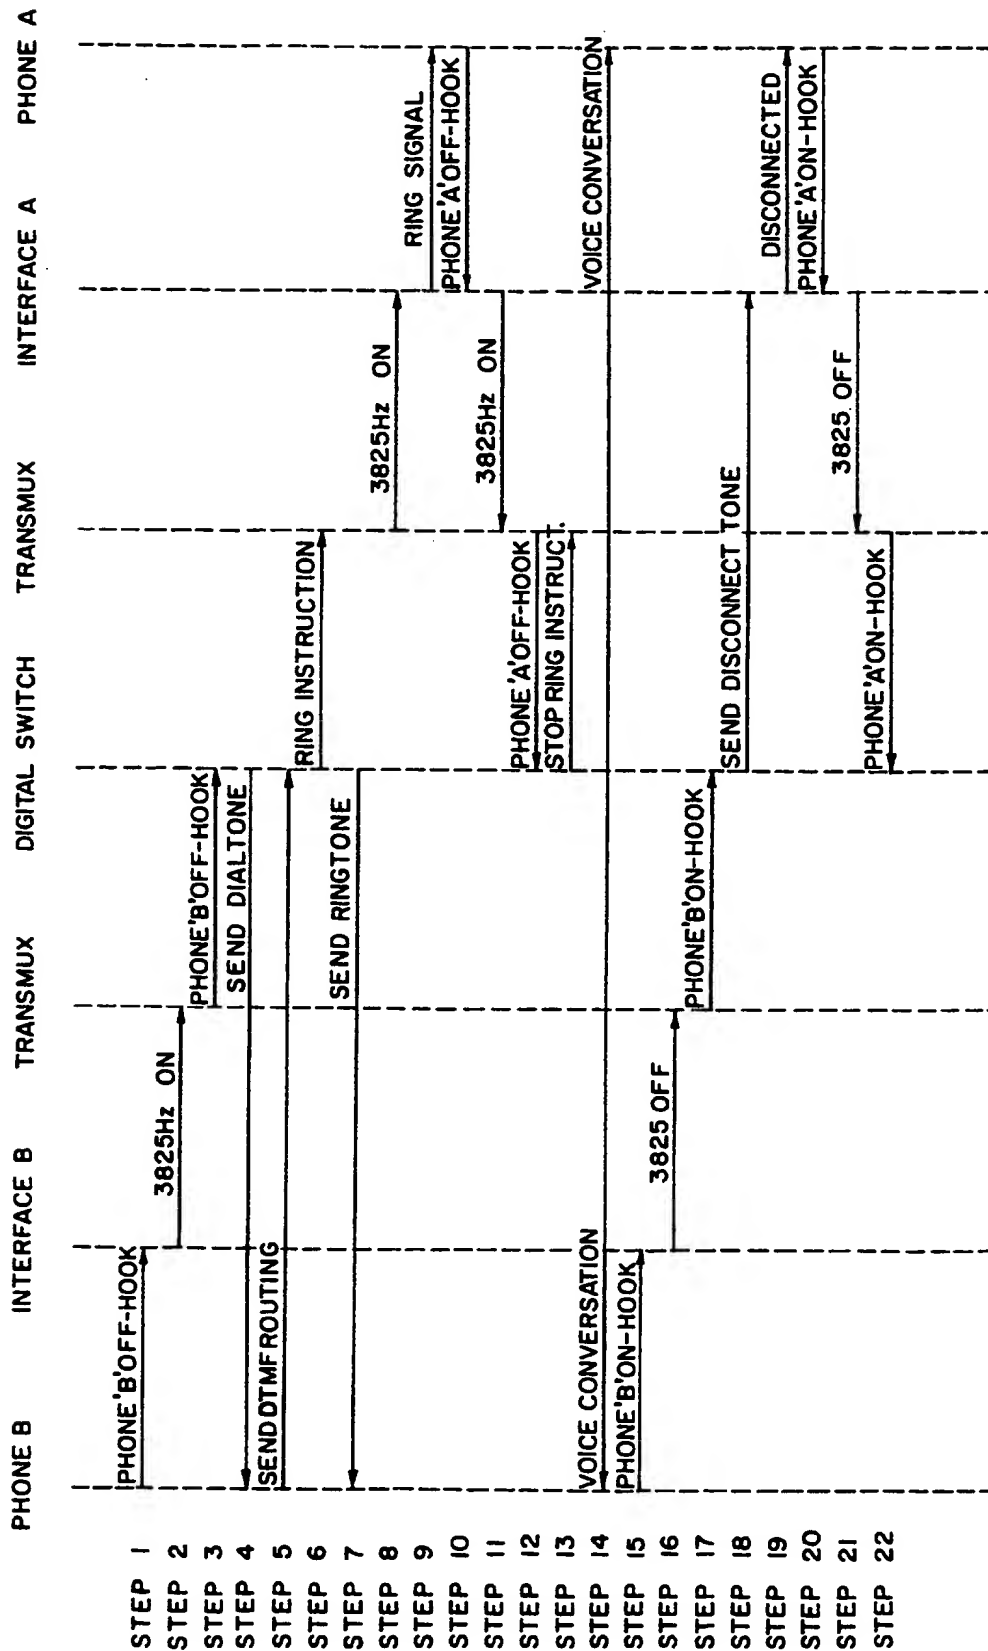 PHONE B INTERFACE B TRANSMUX DIGITAL SWITCH TRANSMUX INTERFACE A PHONE A
STEP 1 PHONE'B'OFF-HOOK
STEP 2 3825Hz ON
STEP 3 PHONE'B'OFF-HOOK
STEP 4 SEND DIALTONE
STEP 5 SEND DTMF ROUTING
STEP 6 RING INSTRUCTION
STEP 7 SEND RINGTONE
STEP 8 3825Hz ON
STEP 9 RING SIGNAL
STEP 10 PHONE'A'OFF-HOOK
STEP 11 3825Hz ON
STEP 12 PHONE'A'OFF-HOOK
STEP 13 STOP RING INSTRUCT.
STEP 14 VOICE CONVERSATION VOICE CONVERSATION
STEP 15 PHONE'B'ON-HOOK
STEP 16 3825 OFF
STEP 17 PHONE'B'ON-HOOK
STEP 18 SEND DISCONNECT TONE
STEP 19 DISCONNECTED
STEP 20 PHONE'A'ON-HOOK
STEP 21 3825 OFF
STEP 22 PHONE'A'ON-HOOK